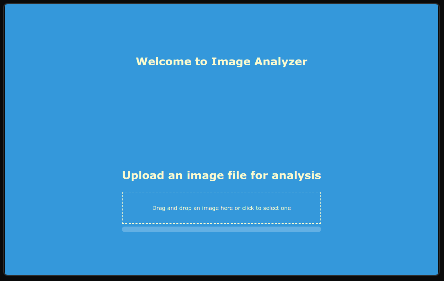 Welcome to Image Analyzer
Upload an image file for analysis
Drag and drop an image here or click to select one